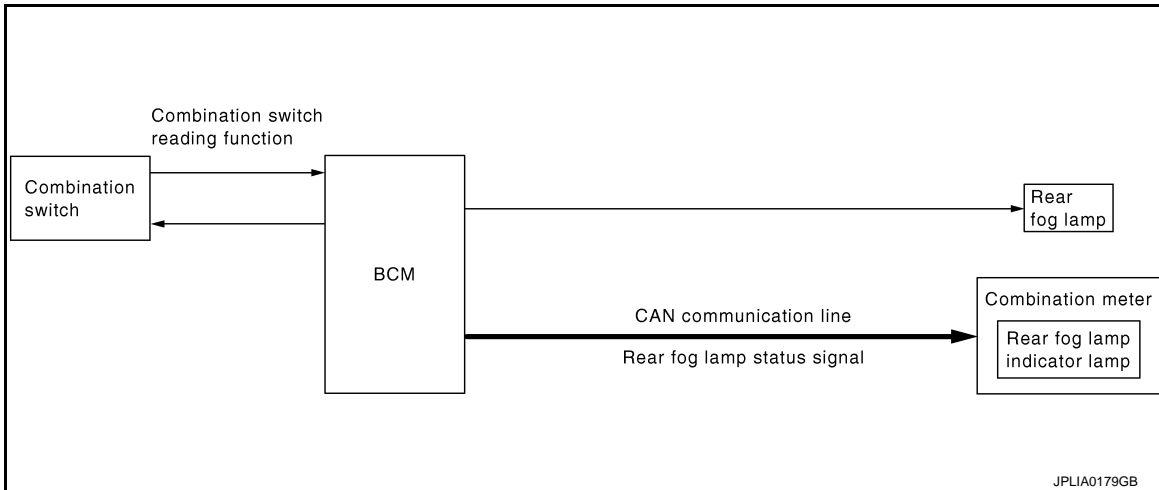 Combination switch
reading function
Combination
switch
BCM
Rear
fog lamp
CAN communication line
Rear fog lamp status signal
Combination meter
Rear fog lamp
indicator lamp
JPLIA0179GB